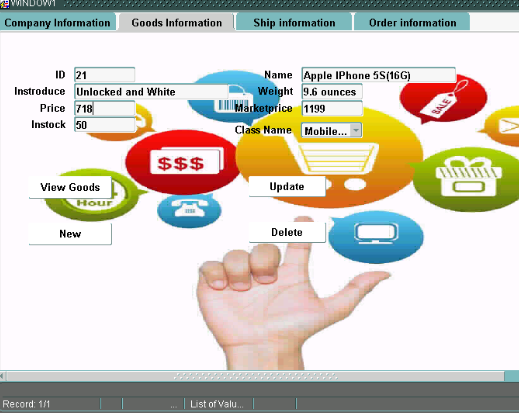 WINDOW1
Company Information Goods Information Ship information Order information
ID 21 Name Apple IPhone 5S(16G)
Instroduce Unlocked and White Weight 9.6 ounces
Price 718 Marketprice 1199
Instock 50 Class Name Mobile...
SALE
$$$
View Goods Update
Hour
New Delete
Record: 1/1 ... List of Valu...